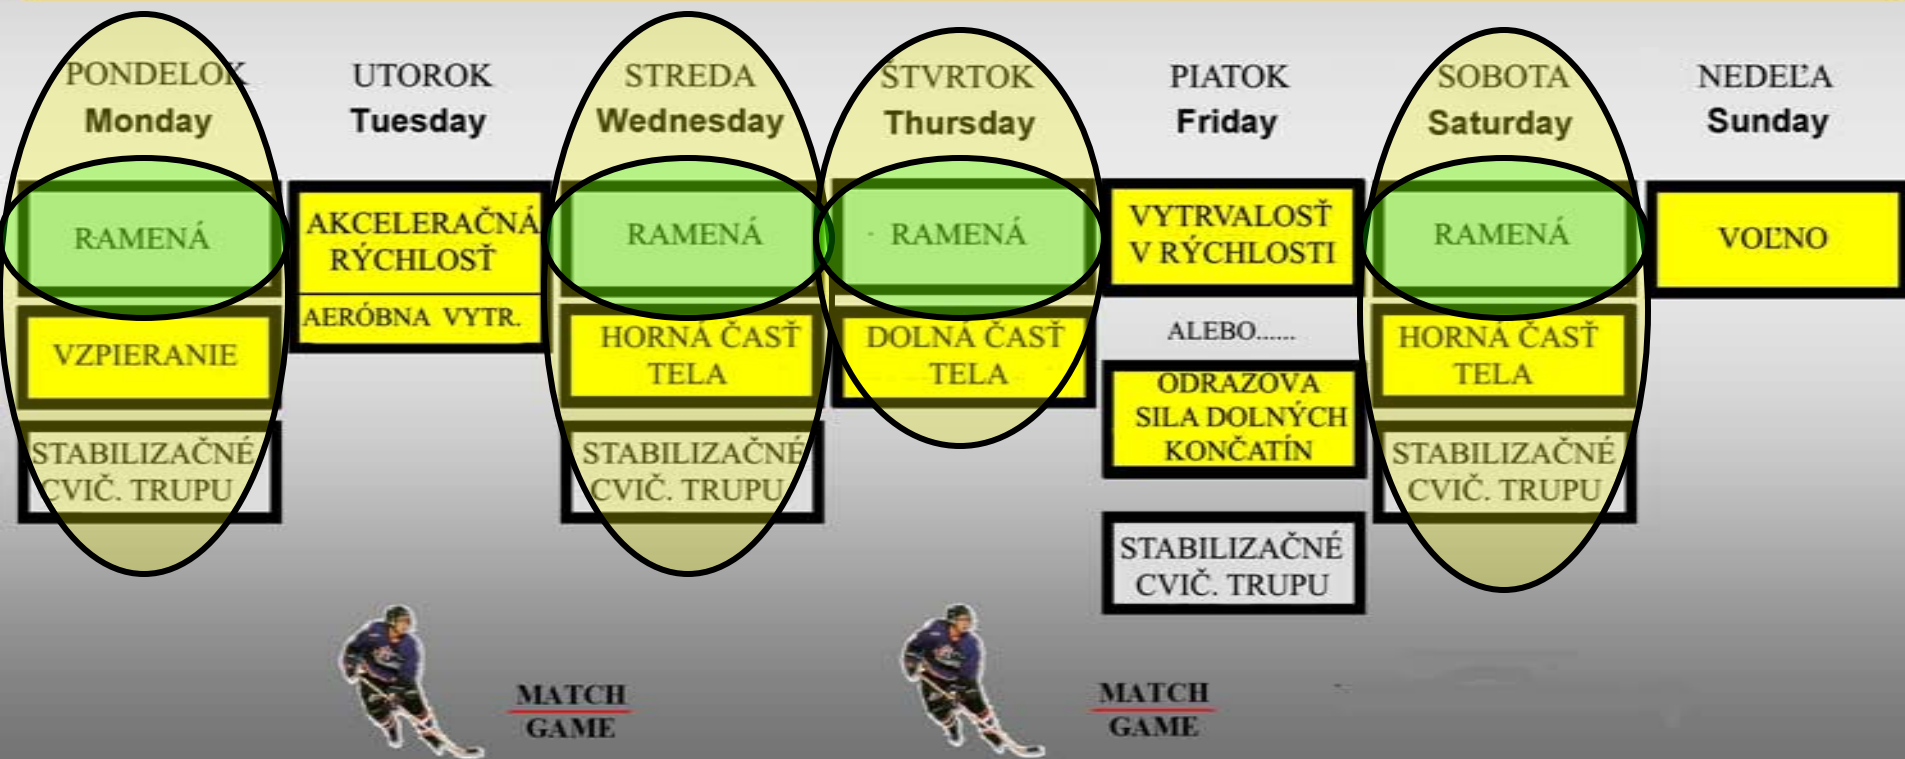 PONDELOK
Monday
RAMENÁ
VZPIERANIE
STABILIZAČNÉ
CVIČ. TRUPU
UTOROK
Tuesday
AKCELERAČNÁ
RÝCHLOSŤ
AERÓBNA VYTR.
STREDA
Wednesday
RAMENÁ
HORNÁ ČASŤ
TELA
STABILIZAČNÉ
CVIČ. TRUPU
ŠTVRTOK
Thursday
RAMENÁ
DOLNÁ ČASŤ
TELA
PIATOK
Friday
VYTRVALOSŤ
V RÝCHLOSTI
ALEBO......
ODRAZOVA
SILA DOLNÝCH
KONČATÍN
STABILIZAČNÉ
CVIČ. TRUPU
SOBOTA
Saturday
RAMENÁ
HORNÁ ČASŤ
TELA
STABILIZAČNÉ
CVIČ. TRUPU
NEDEĽA
Sunday
VOĽNO
MATCH
GAME
MATCH
GAME